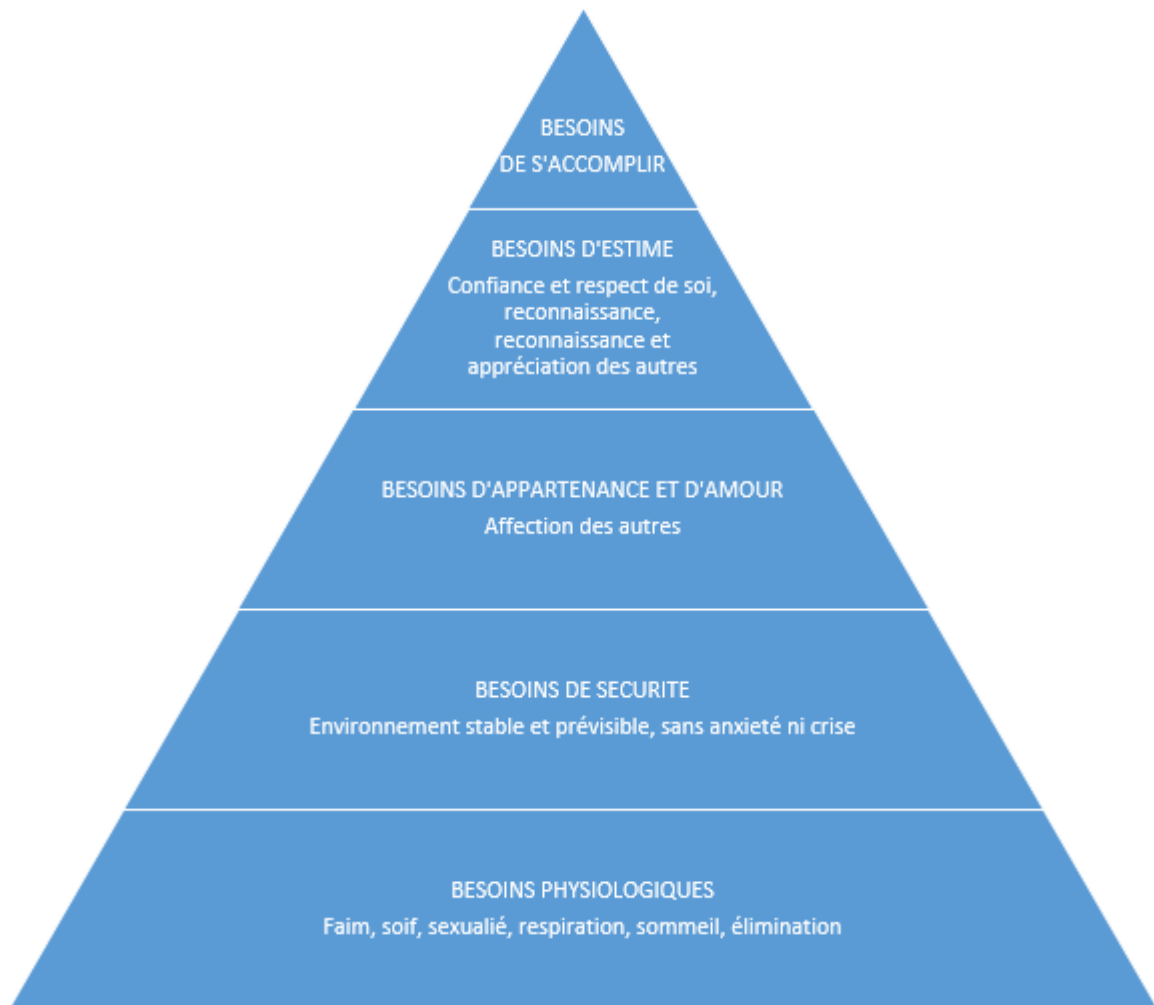 BESOINS
DE S'ACCOMPLIR
BESOINS D'ESTIME
Confiance et respect de soi,
reconnaissance,
reconnaissance et
appréciation des autres
BESOINS D'APPARTENANCE ET D'AMOUR
Affection des autres
BESOINS DE SECURITE
Environnement stable et prévisible, sans anxiété ni crise
BESOINS PHYSIOLOGIQUES
Faim, soif, sexualié, respiration, sommeil, élimination